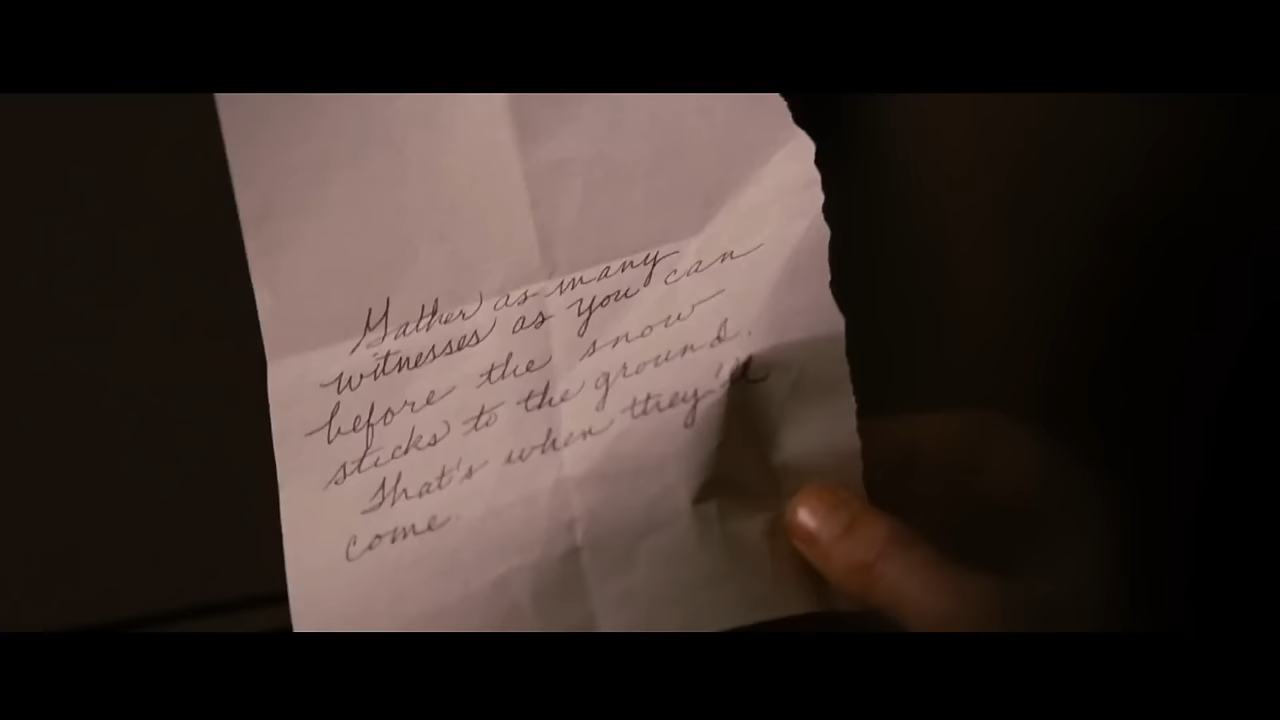 Gather as many
witnesses as you can
before the snow
sticks to the ground.
That's when they'll
come.